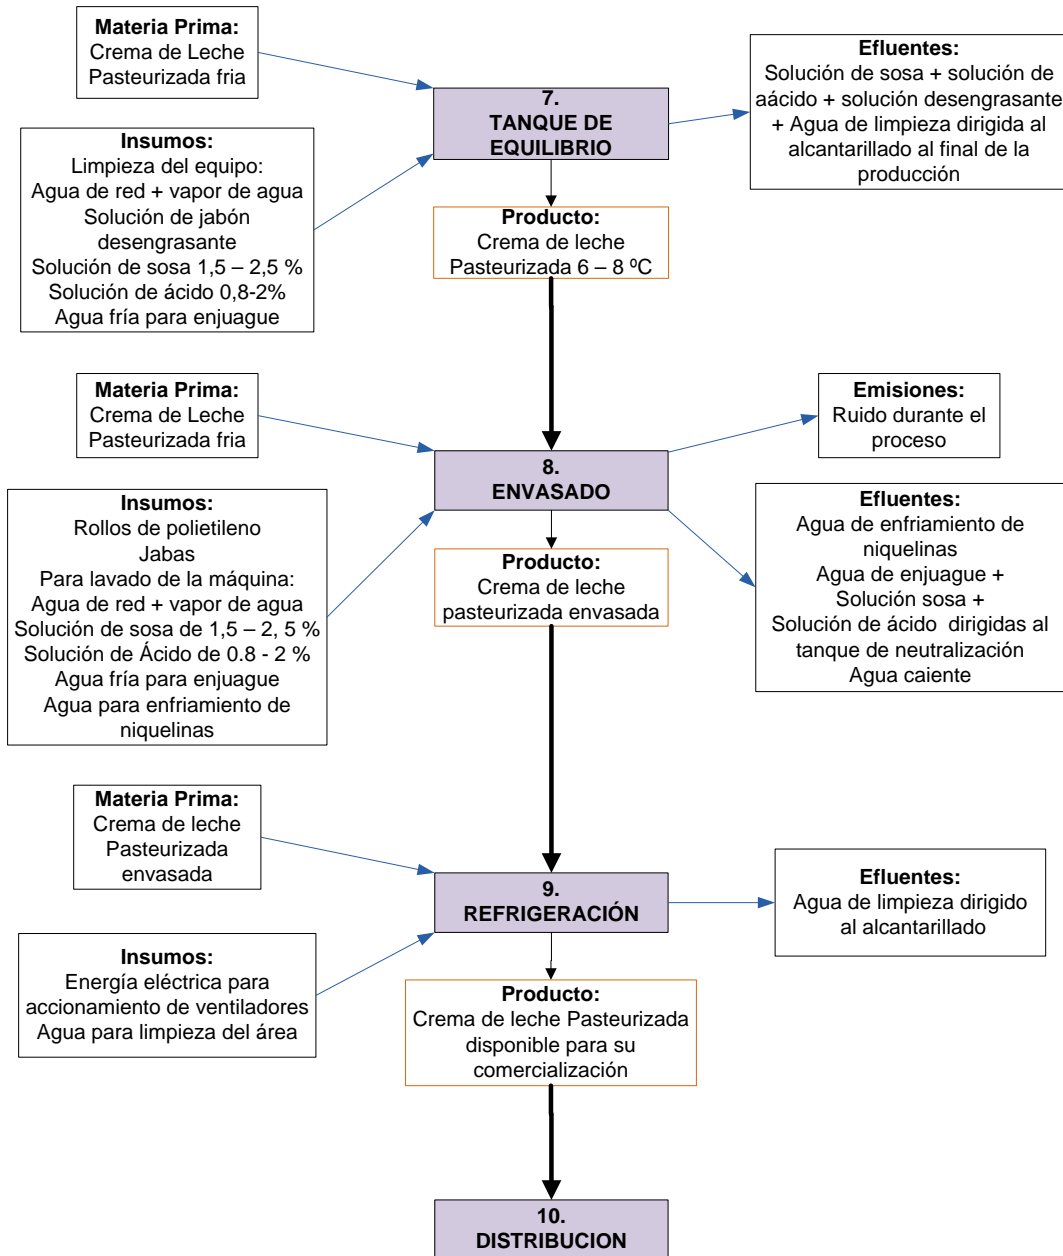 Materia Prima:
Crema de Leche
Pasteurizada fria
Efluentes:
Solución de sosa + solución de
aácido + solución desengrasante
+ Agua de limpieza dirigida al
alcantarillado al final de la
producción
7.
TANQUE DE
EQUILIBRIO
Insumos:
Limpieza del equipo:
Agua de red + vapor de agua
Solución de jabón
desengrasante
Solución de sosa 1,5 – 2,5 %
Solución de ácido 0,8-2%
Agua fría para enjuague
Producto:
Crema de leche
Pasteurizada 6 – 8 ºC
Materia Prima:
Crema de Leche
Pasteurizada fria
Emisiones:
Ruido durante el
proceso
8.
ENVASADO
Insumos:
Rollos de polietileno
Jabas
Para lavado de la máquina:
Agua de red + vapor de agua
Solución de sosa de 1,5 – 2, 5 %
Solución de Ácido de 0.8 - 2 %
Agua fría para enjuague
Agua para enfriamiento de
niquelinas
Efluentes:
Agua de enfriamiento de
niquelinas
Agua de enjuague +
Solución sosa +
Solución de ácido  dirigidas al
tanque de neutralización
Agua caiente
Producto:
Crema de leche
pasteurizada envasada
Materia Prima:
Crema de leche
Pasteurizada
envasada
9.
REFRIGERACIÓN
Efluentes:
Agua de limpieza dirigido
al alcantarillado
Insumos:
Energía eléctrica para
accionamiento de ventiladores
Agua para limpieza del área
Producto:
Crema de leche Pasteurizada
disponible para su
comercialización
10.
DISTRIBUCION